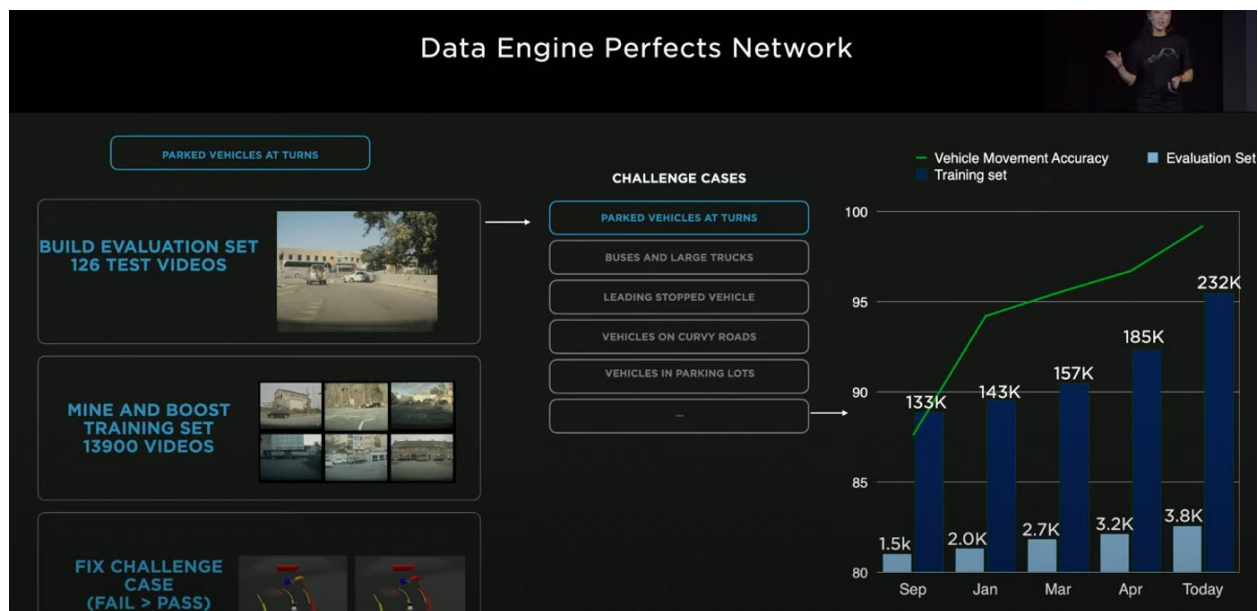 Data Engine Perfects Network
PARKED VEHICLES AT TURNS
BUILD EVALUATION SET
126 TEST VIDEOS
MINE AND BOOST
TRAINING SET
13900 VIDEOS
FIX CHALLENGE
CASE
(FAIL > PASS)
CHALLENGE CASES
PARKED VEHICLES AT TURNS
BUSES AND LARGE TRUCKS
LEADING STOPPED VEHICLE
VEHICLES ON CURVY ROADS
VEHICLES IN PARKING LOTS
...
Vehicle Movement Accuracy
Evaluation Set
Training set
100
95
90
85
80
133K
143K
157K
185K
232K
1.5k
2.0K
2.7K
3.2K
3.8K
Sep
Jan
Mar
Apr
Today